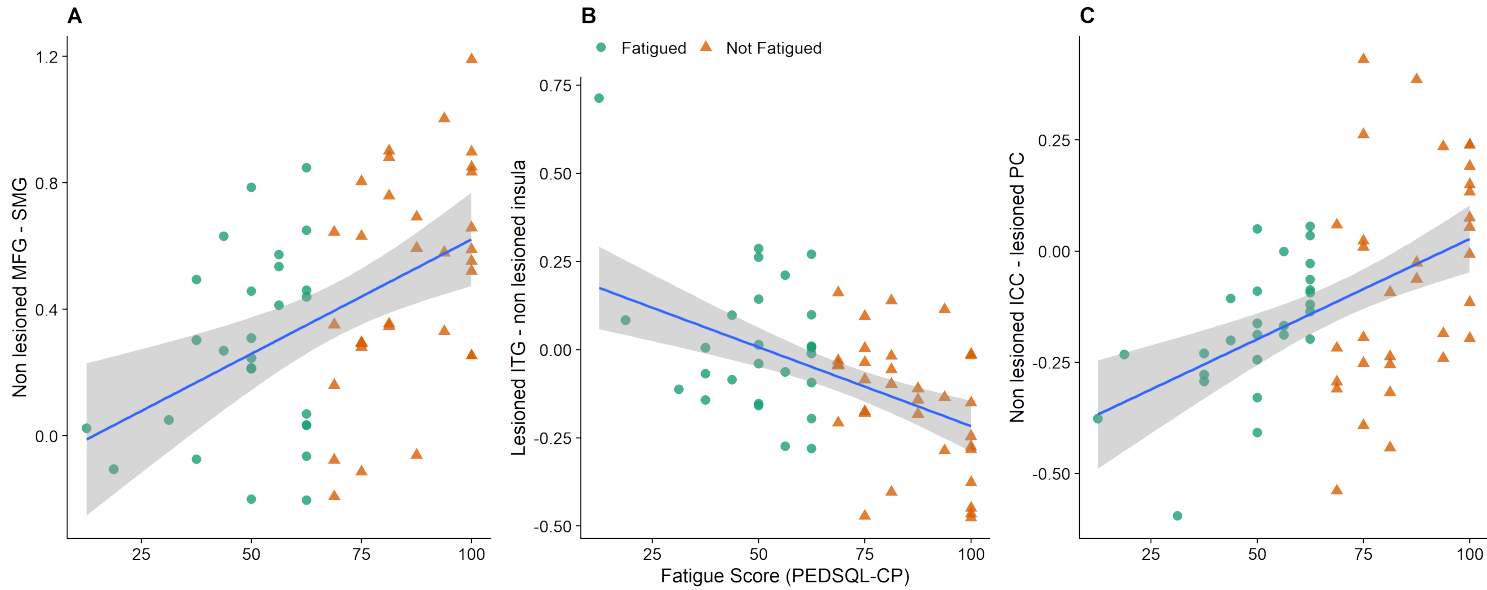 A
Non lesioned MFG - SMG
1.2
0.8
0.4
0.0
25 50 75 100
B
Fatigued Not Fatigued
Lesioned ITG - non lesioned insula
0.75
0.50
0.25
0.00
-0.25
-0.50
25 50 75 100
Fatigue Score (PEDSQL-CP)
C
Non lesioned ICC - lesioned PC
0.25
0.00
-0.25
-0.50
25 50 75 100